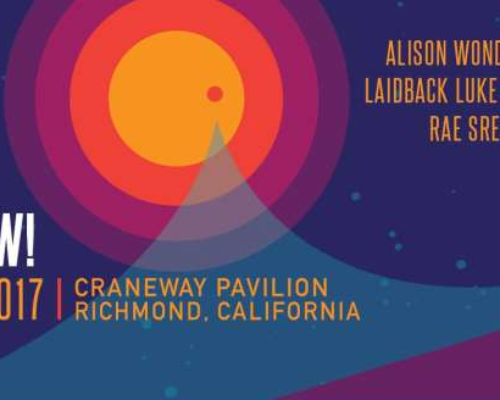 ALISON WOND
LAIDBACK LUKE
RAE SRE
W!
017 | CRANEWAY PAVILION
RICHMOND, CALIFORNIA